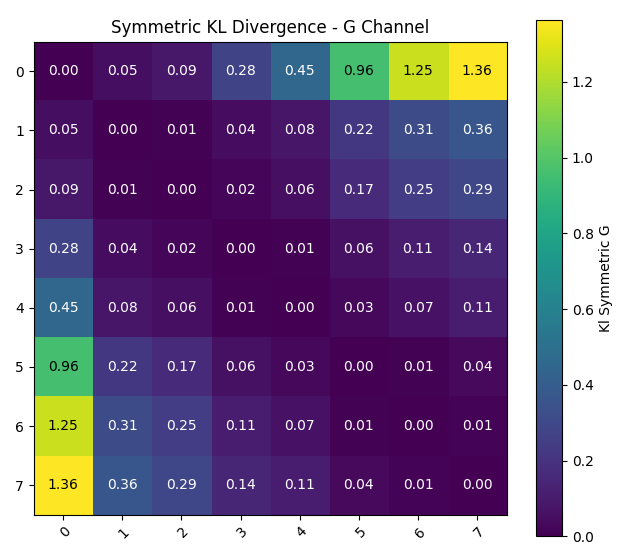 Symmetric KL Divergence - G Channel
0 0.00 0.05 0.09 0.28 0.45 0.96 1.25 1.36
1 0.05 0.00 0.01 0.04 0.08 0.22 0.31 0.36
2 0.09 0.01 0.00 0.02 0.06 0.17 0.25 0.29
3 0.28 0.04 0.02 0.00 0.01 0.06 0.11 0.14
4 0.45 0.08 0.06 0.01 0.00 0.03 0.07 0.11
5 0.96 0.22 0.17 0.06 0.03 0.00 0.01 0.04
6 1.25 0.31 0.25 0.11 0.07 0.01 0.00 0.01
7 1.36 0.36 0.29 0.14 0.11 0.04 0.01 0.00
0 1 2 3 4 5 6 7
1.2
1.0
0.8
0.6
0.4
0.2
0.0
Kl Symmetric G